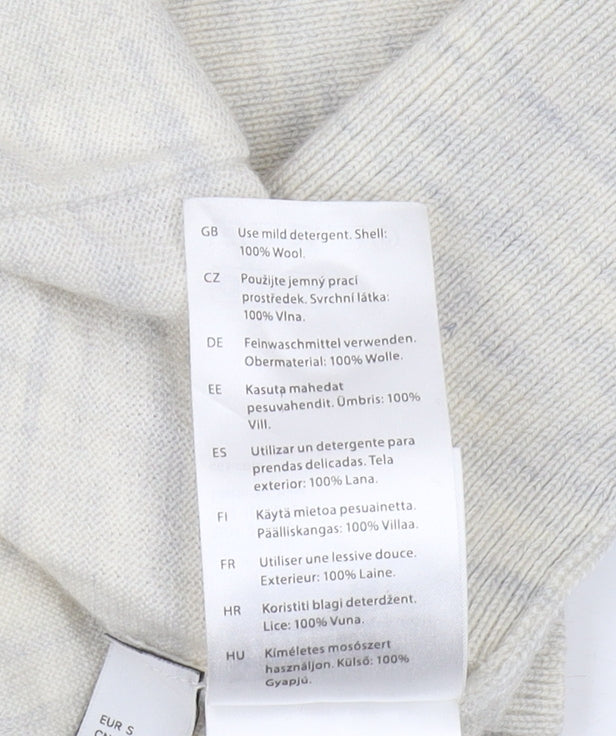 GB Use mild detergent. Shell:
100% Wool.
CZ Použijte jemný prací
prostředek. Svrchní látka:
100% Vlna.
DE Feinwaschmittel verwenden.
Obermaterial: 100% Wolle.
EE Kasuta mahedat
pesuvahendit. Ümbris: 100%
Vill.
ES Utilizar un detergente para
prendas delicadas. Tela
exterior: 100% Lana.
FI Käytä mietoa pesuainetta.
Päälliskangas: 100% Villaa.
FR Utiliser une lessive douce.
Exterieur: 100% Laine.
HR Koristiti blagi deterdžent.
Lice: 100% Vuna.
HU Kíméletes mosószert
használjon. Külső: 100%
Gyapjú.
EUR S